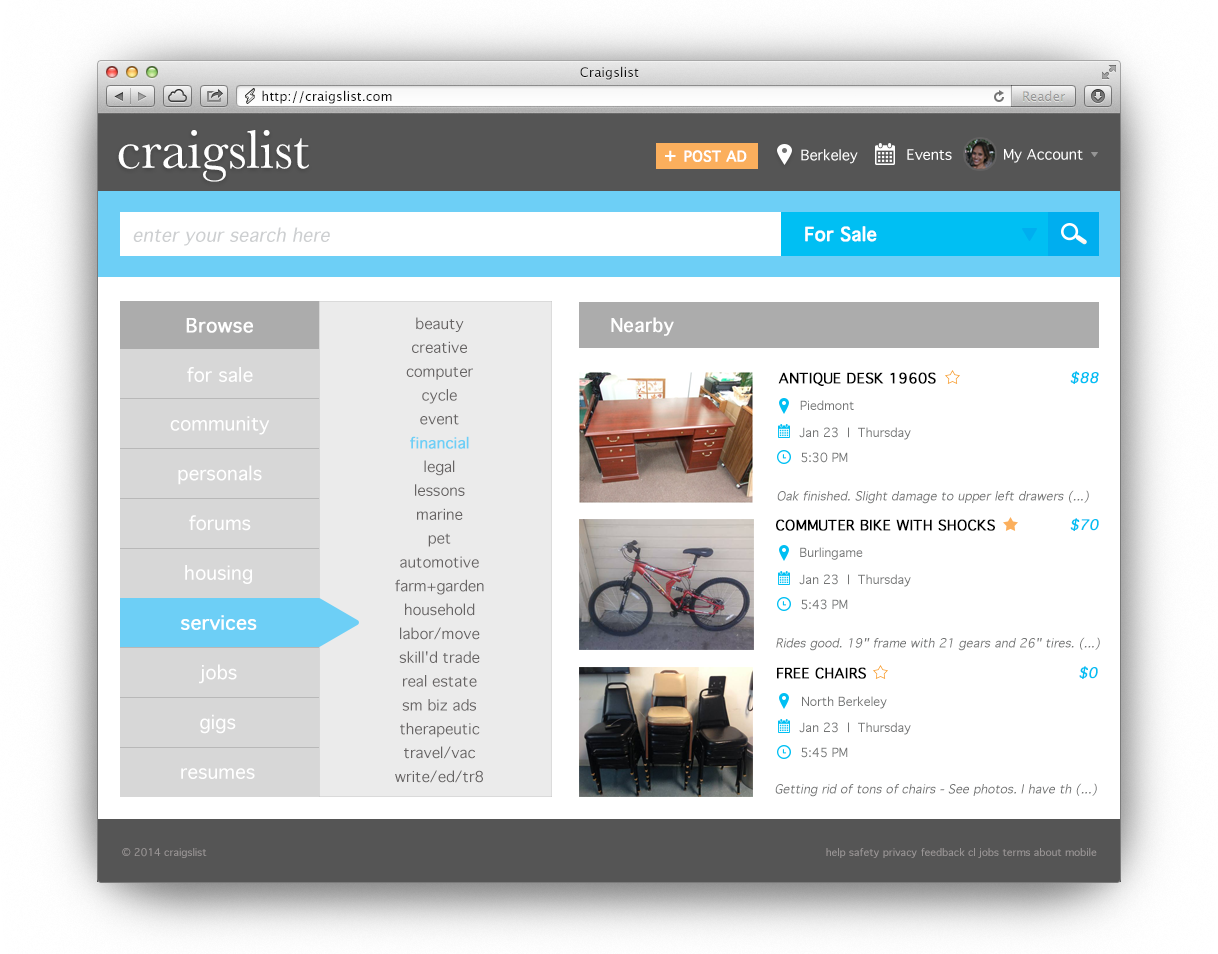 Craigslist
http://craigslist.com
Reader
craigslist
+ POST AD
Berkeley
Events
My Account
enter your search here
For Sale
Browse
for sale
community
personals
forums
housing
services
jobs
gigs
resumes
beauty
creative
computer
cycle
event
financial
legal
lessons
marine
pet
automotive
farm+garden
household
labor/move
skill'd trade
real estate
sm biz ads
therapeutic
travel/vac
write/ed/tr8
Nearby
ANTIQUE DESK 1960S $88
Piedmont
Jan 23 | Thursday
5:30 PM
Oak finished. Slight damage to upper left drawers (...)
COMMUTER BIKE WITH SHOCKS $70
Burlingame
Jan 23 | Thursday
5:43 PM
Rides good. 19" frame with 21 gears and 26" tires. (...)
FREE CHAIRS $0
North Berkeley
Jan 23 | Thursday
5:45 PM
Getting rid of tons of chairs - See photos. I have th (...)
© 2014 craigslist
help safety privacy feedback cl jobs terms about mobile